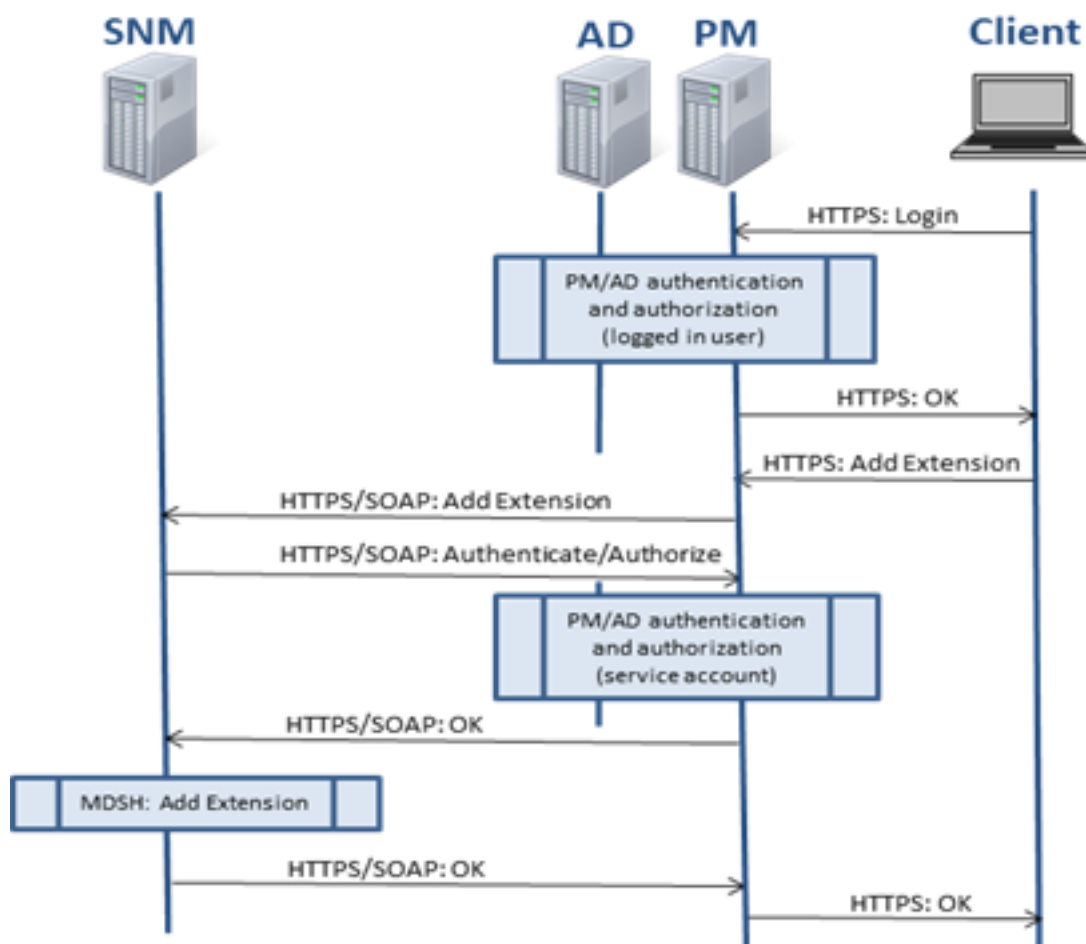 SNM AD PM Client
HTTPS: Login
PM/AD authentication
and authorization
(logged in user)
HTTPS: OK
HTTPS: Add Extension
HTTPS/SOAP: Add Extension
HTTPS/SOAP: Authenticate/Authorize
PM/AD authentication
and authorization
(service account)
HTTPS/SOAP: OK
MDSH: Add Extension
HTTPS/SOAP: OK
HTTPS: OK